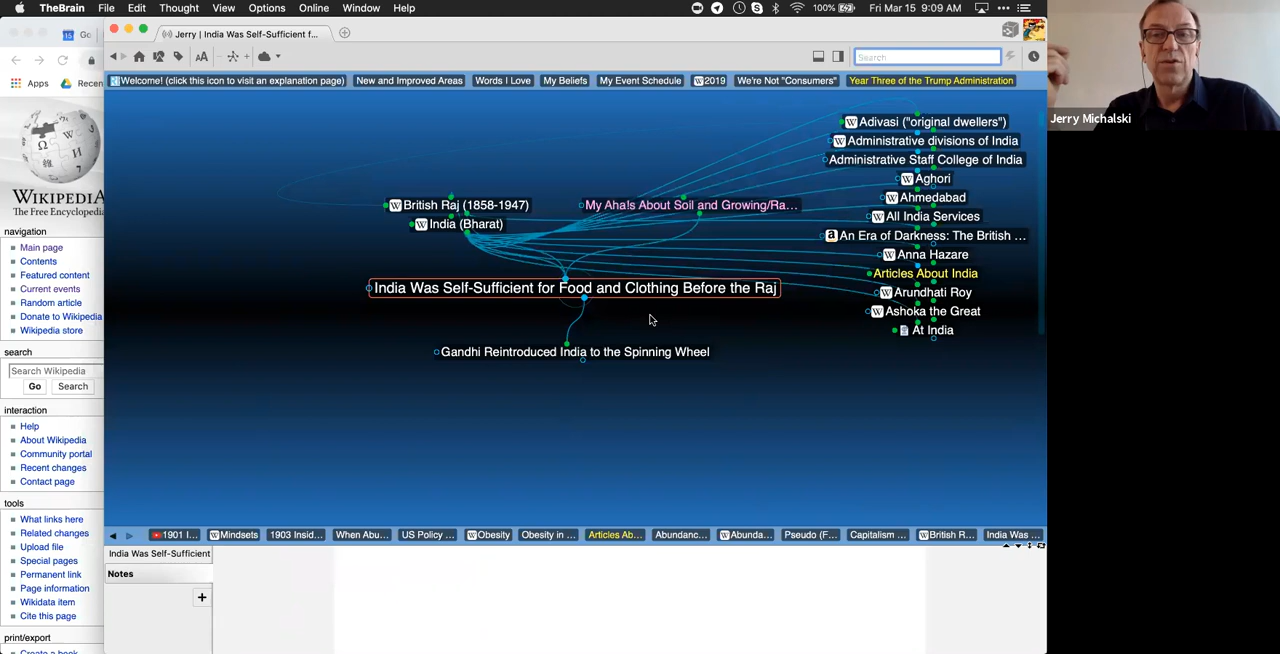 TheBrain File Edit Thought View Options Online Window Help 100% Fri Mar 15 9:09 AM
Jerry | India Was Self-Sufficient f...
AA
Search
Apps
Welcome! (click this icon to visit an explanation page) New and Improved Areas Words I Love My Beliefs My Event Schedule W 2019 We're Not "Consumers" Year Three of the Trump Administration
Jerry Michalski
WIKIPEDIA
The Free Encyclopedia
navigation
Main page
Contents
Featured content
Current events
Random article
Donate to Wikipedia
Wikipedia store
search
Search Wikipedia
Go Search
interaction
Help
About Wikipedia
Community portal
Recent changes
Contact page
tools
What links here
Related changes
Upload file
Special pages
Permanent link
Page information
Wikidata item
Cite this page
print/export
British Raj (1858-1947)
India (Bharat)
My Aha!s About Soil and Growing/Ra...
India Was Self-Sufficient for Food and Clothing Before the Raj
Gandhi Reintroduced India to the Spinning Wheel
Adivasi ("original dwellers")
Administrative divisions of India
Administrative Staff College of India
Aghori
Ahmedabad
All India Services
An Era of Darkness: The British ...
Anna Hazare
Articles About India
Arundhati Roy
Ashoka the Great
At India
1901 I... Mindsets 1903 Insid... When Abu... US Policy ... Obesity Obesity in ... Articles Ab... Abundanc... Abunda... Pseudo (F... Capitalism ... British R... India Was ...
India Was Self-Sufficient
Notes
+